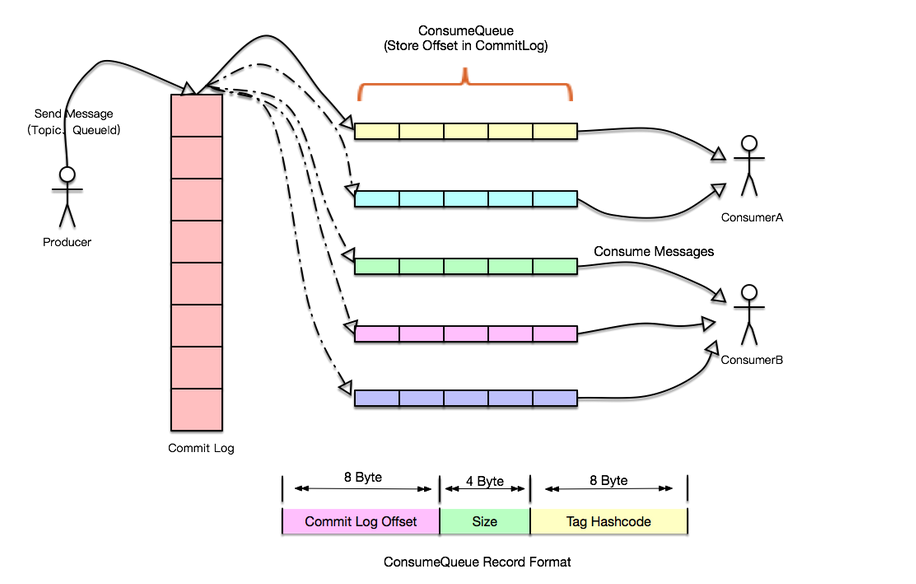 ConsumeQueue
(Store Offset in CommitLog)
Send Message
(Topic, QueueId)
Producer
ConsumerA
Consume Messages
ConsumerB
Commit Log
8 Byte
4 Byte
8 Byte
Commit Log Offset
Size
Tag Hashcode
ConsumeQueue Record Format